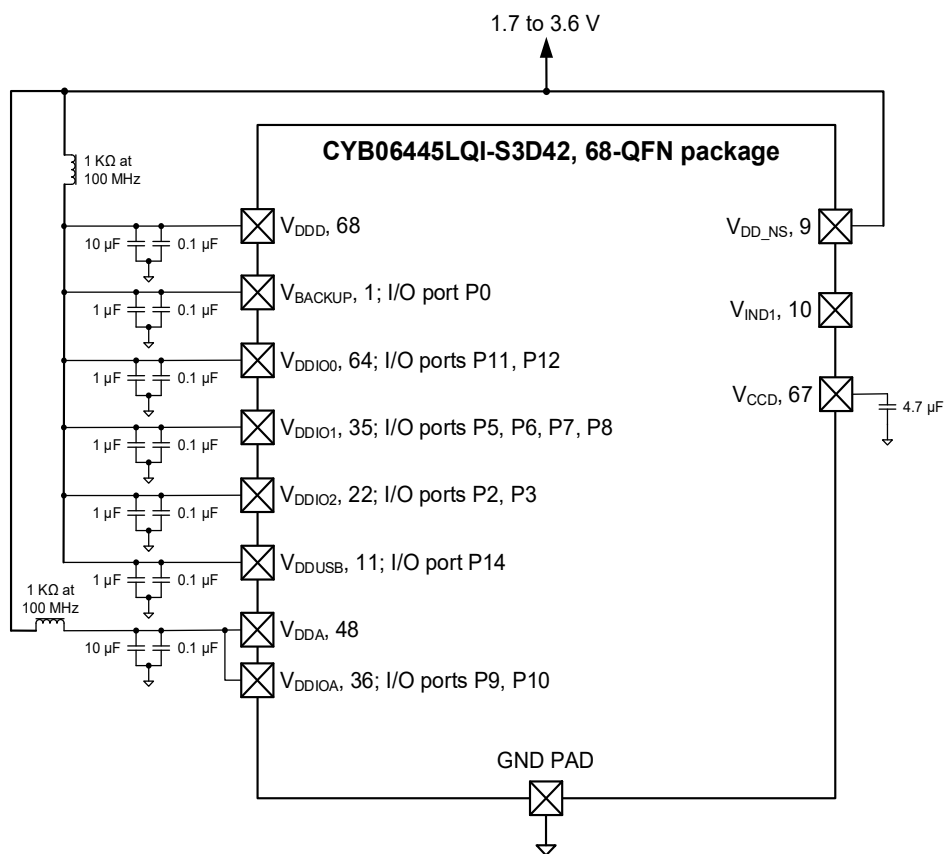 1.7 to 3.6 V
CYB06445LQI-S3D42, 68-QFN package
1 KΩ at
100 MHz
VDDD, 68
10 µF
0.1 µF
VDD_NS, 9
VBACKUP, 1; I/O port P0
1 µF
0.1 µF
VIND1, 10
VDDIO0, 64; I/O ports P11, P12
1 µF
0.1 µF
VCCD, 67
4.7 µF
VDDIO1, 35; I/O ports P5, P6, P7, P8
1 µF
0.1 µF
VDDIO2, 22; I/O ports P2, P3
1 µF
0.1 µF
VDDUSB, 11; I/O port P14
1 µF
0.1 µF
1 KΩ at
100 MHz
VDDA, 48
10 µF
0.1 µF
VDDIOA, 36; I/O ports P9, P10
GND PAD